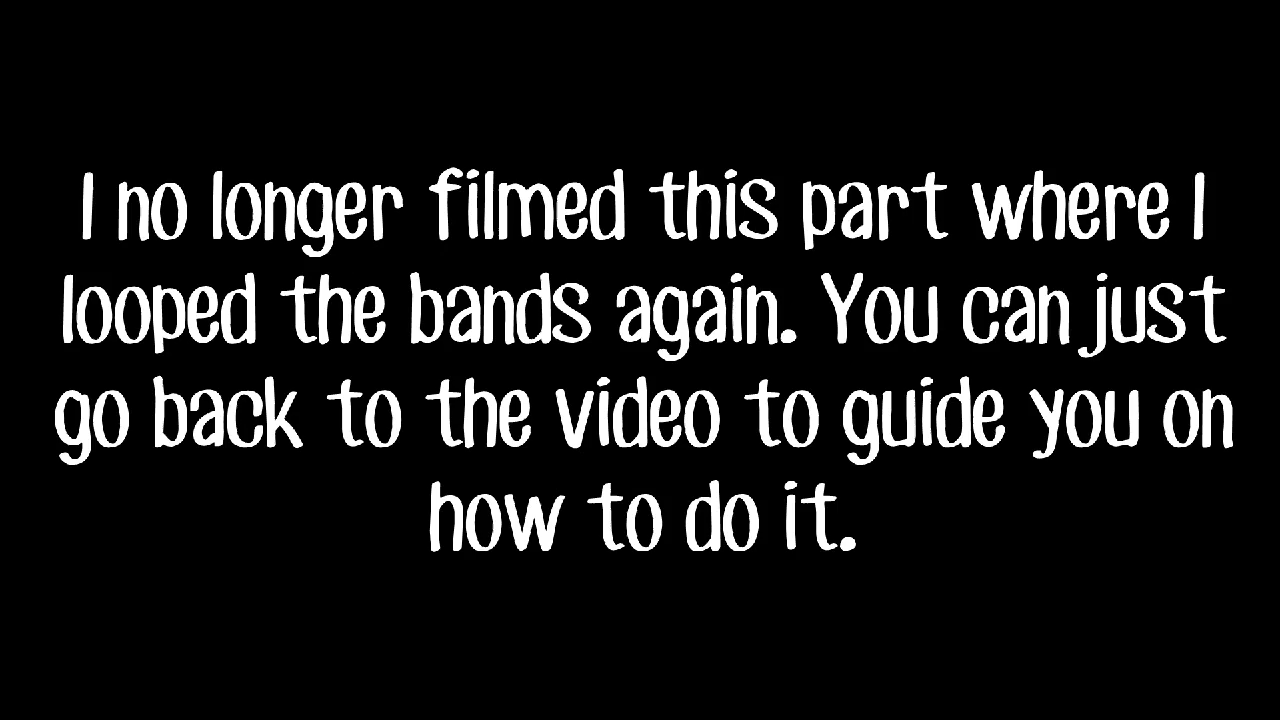 I no longer filmed this part where I
looped the bands again. You can just
go back to the video to guide you on
how to do it.